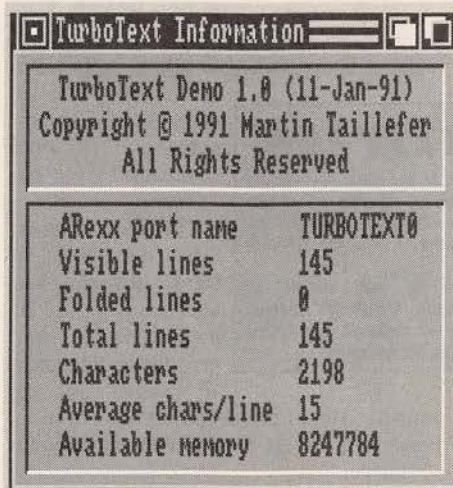 TurboText Information
TurboText Demo 1.0 (11-Jan-91)
Copyright © 1991 Martin Taillefer
All Rights Reserved
ARexx port name TURBOTEXT0
Visible lines 145
Folded lines 0
Total lines 145
Characters 2198
Average chars/line 15
Available memory 8247784